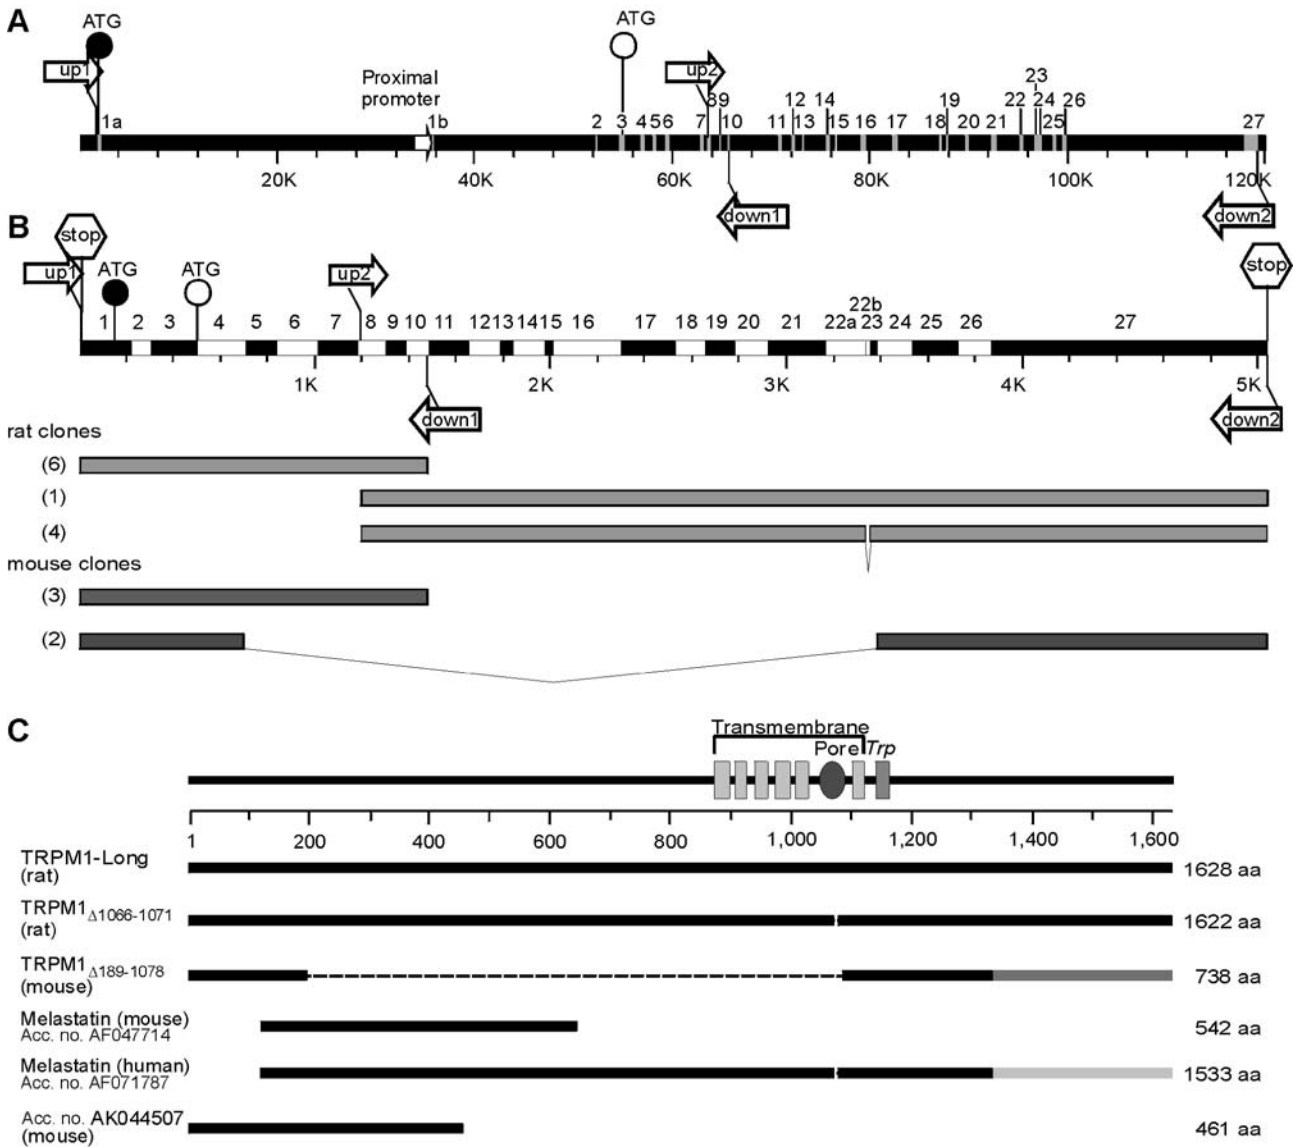 A
ATG
ATG
up1
up2
Proximal
promoter
1a
1b
2
3
4
5
6
7
8
9
10
11
12
13
14
15
16
17
18
19
20
21
22
23
24
25
26
27
20K
40K
60K
80K
100K
120K
down1
down2
B
stop
up1
ATG
ATG
up2
stop
1
2
3
4
5
6
7
8
9
10
11
12
13
14
15
16
17
18
19
20
21
22a
22b
23
24
25
26
27
1K
2K
3K
4K
5K
down1
down2
rat clones
(6)
(1)
(4)
mouse clones
(3)
(2)
C
Transmembrane
Pore Trp
1
200
400
600
800
1,000
1,200
1,400
1,600
TRPM1-Long
(rat)
1628 aa
TRPM1 Δ1066-1071
(rat)
1622 aa
TRPM1 Δ189-1078
(mouse)
738 aa
Melastatin (mouse)
Acc. no. AF047714
542 aa
Melastatin (human)
Acc. no. AF071787
1533 aa
Acc. no. AK044507
(mouse)
461 aa